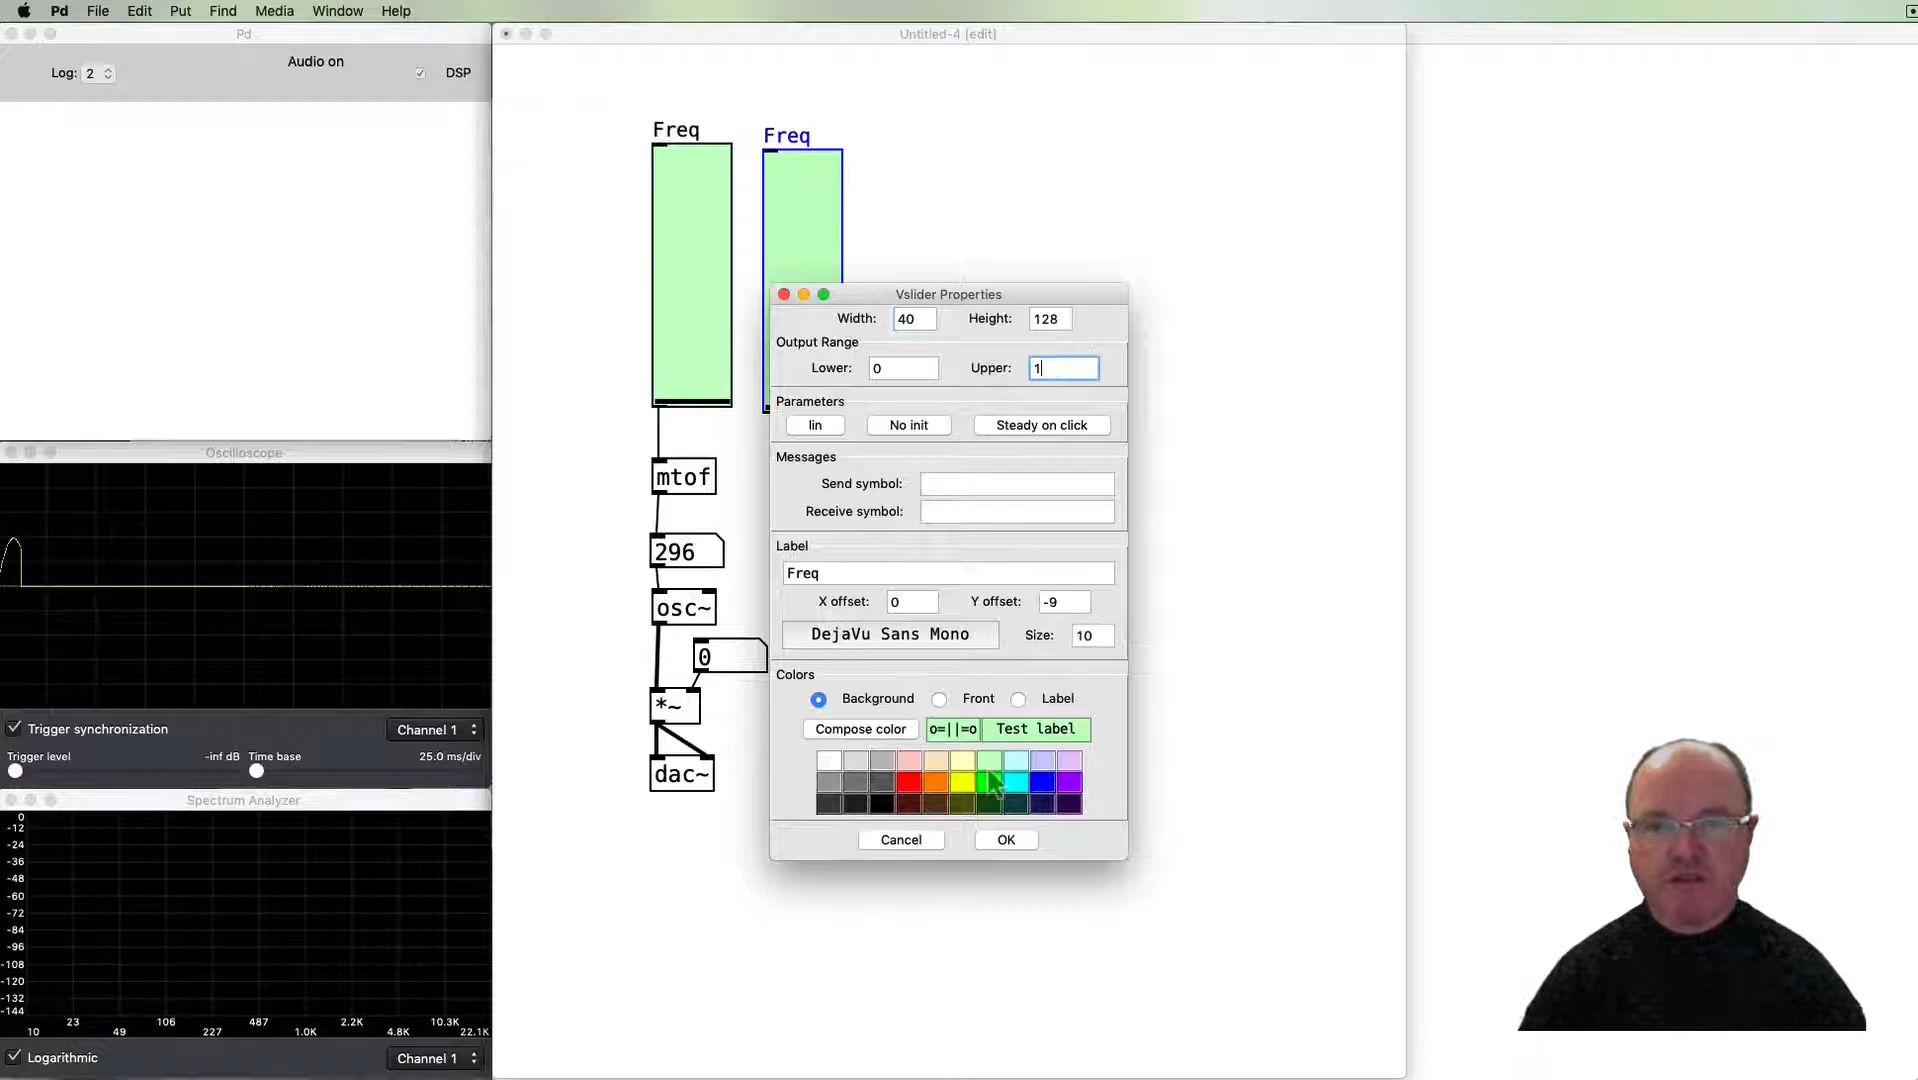 Pd File Edit Put Find Media Window Help
Pd
Audio on
Log: 2 DSP
Oscilloscope
Trigger synchronization Channel 1
Trigger level -inf dB Time base 25.0 ms/div
Spectrum Analyzer
0
-12
-24
-36
-48
-60
-72
-84
-96
-108
-120
-132
-144
23 106 487 2.2K 10.3K
10 49 227 1.0K 4.8K 22.1K
Logarithmic Channel 1
Untitled-4 [edit]
Freq
Freq
mtof
296
osc~
0
*~
dac~
Vslider Properties
Width: 40 Height: 128
Output Range
Lower: 0 Upper: 1
Parameters
lin No init Steady on click
Messages
Send symbol:
Receive symbol:
Label
Freq
X offset: 0 Y offset: -9
DejaVu Sans Mono Size: 10
Colors
Background Front Label
Compose color o=||=o Test label
Cancel OK